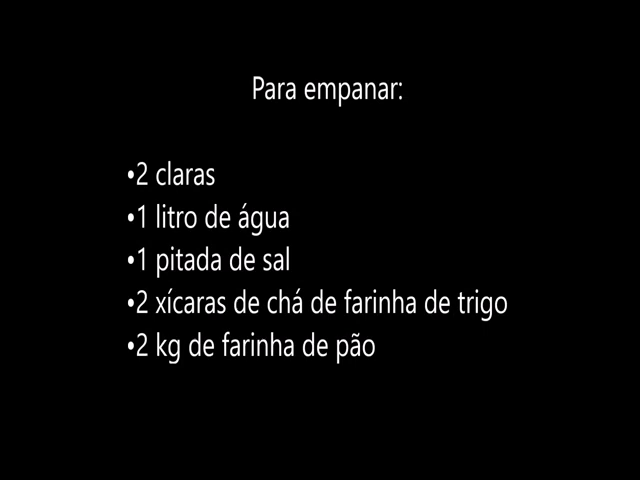 Para empanar:
•2 claras
•1 litro de água
•1 pitada de sal
•2 xícaras de chá de farinha de trigo
•2 kg de farinha de pão